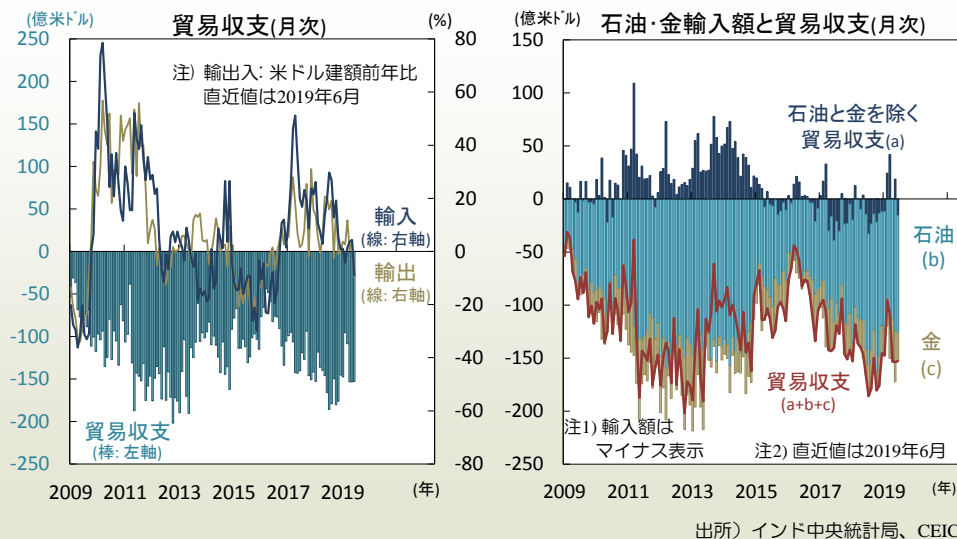 貿易収支(月次)
(億米ドル)
(%)
250
200
150
100
50
0
-50
-100
-150
-200
-250
80
60
40
20
0
-20
-40
-60
-80
注) 輸出入: 米ドル建額前年比
直近値は2019年6月
輸入
(線: 右軸)
輸出
(線: 右軸)
貿易収支
(棒: 左軸)
2009 2011 2013 2015 2017 2019 (年)
石油・金輸入額と貿易収支(月次)
(億米ドル)
150
100
50
0
-50
-100
-150
-200
-250
石油と金を除く
貿易収支(a)
石油
(b)
金
(c)
貿易収支
(a+b+c)
注1) 輸入額は
マイナス表示
注2) 直近値は2019年6月
2009 2011 2013 2015 2017 2019 (年)
出所）インド中央統計局、CEIC